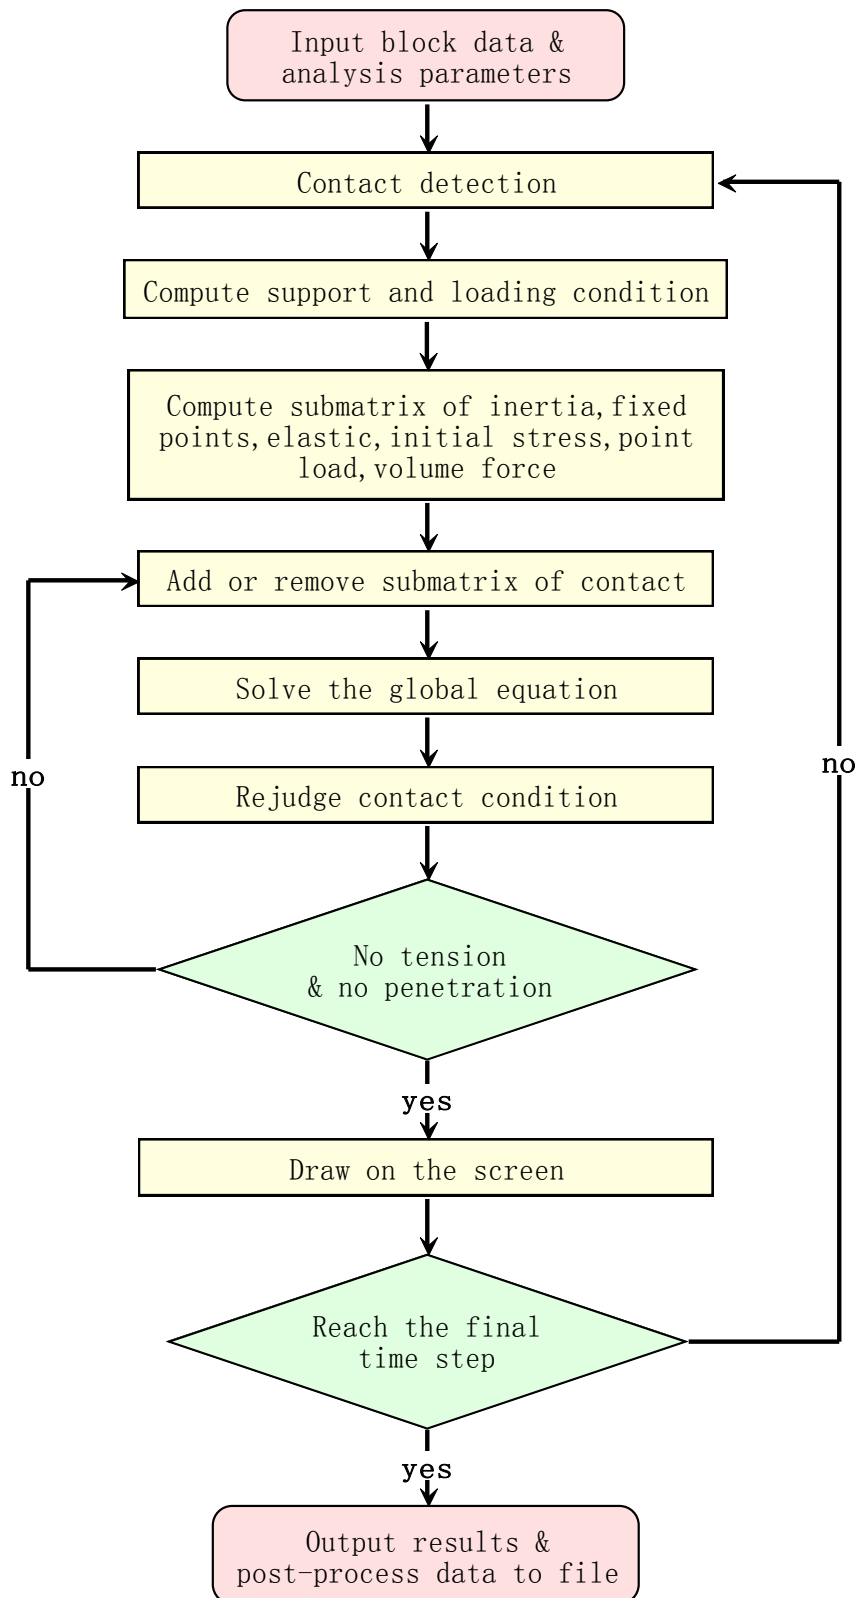 Input block data &
analysis parameters
Contact detection
Compute support and loading condition
Compute submatrix of inertia,fixed
points,elastic,initial stress,point
load,volume force
Add or remove submatrix of contact
Solve the global equation
no
no
Rejudge contact condition
No tension
& no penetration
yes
Draw on the screen
Reach the final
time step
yes
Output results &
post-process data to file